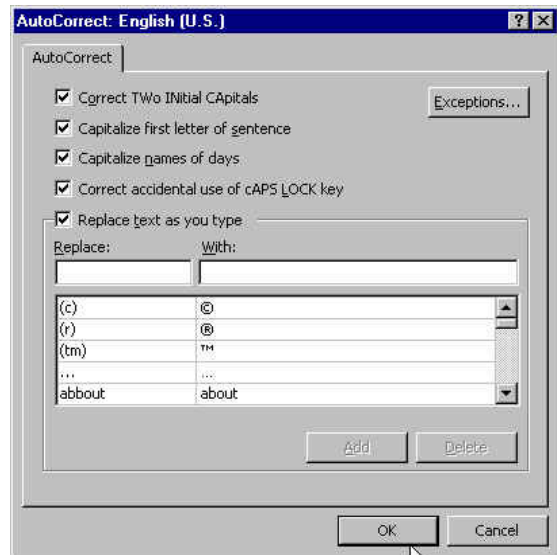 AutoCorrect: English (U.S.)
AutoCorrect
Correct TWo INitial CApitals
Exceptions...
Capitalize first letter of sentence
Capitalize names of days
Correct accidental use of cAPS LOCK key
Replace text as you type
Replace: With:
(c) ©
(r) ®
(tm) ™
... …
abbout about
Add Delete
OK Cancel